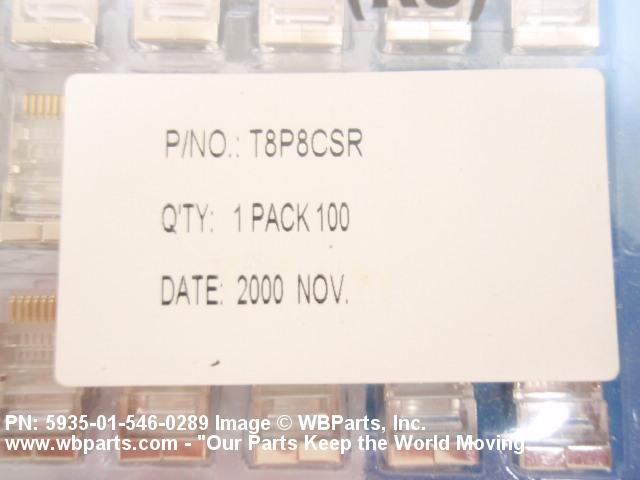 P/NO.: T8P8CSR
Q'TY: 1 PACK 100
DATE: 2000 NOV.
PN: 5935-01-546-0289 Image © WBParts, Inc.
www.wbparts.com - "Our Parts Keep the World Moving"